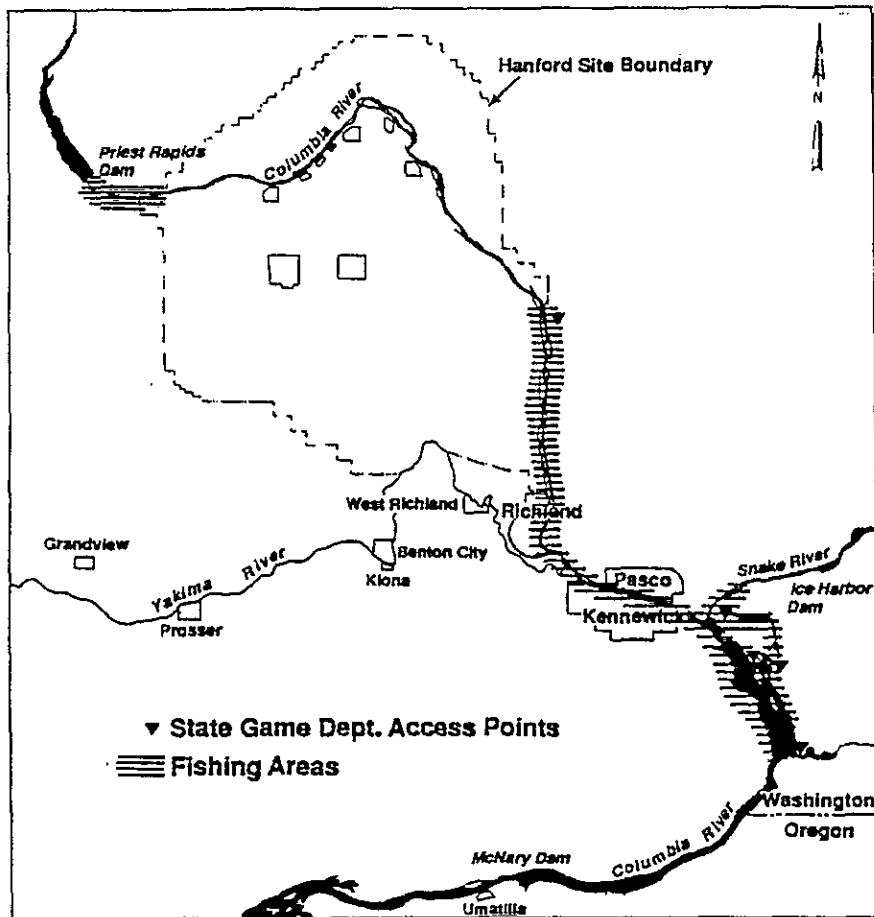 Hanford Site Boundary
N
Columbia River
Priest Rapids
Dam
West Richland
Richland
Grandview
Yakima River
Benton City
Kiona
Prosser
Snake River
Ice Harbor
Dam
Pasco
Kennewick
State Game Dept. Access Points
Fishing Areas
Washington
Oregon
Columbia River
McNary Dam
Umatilla